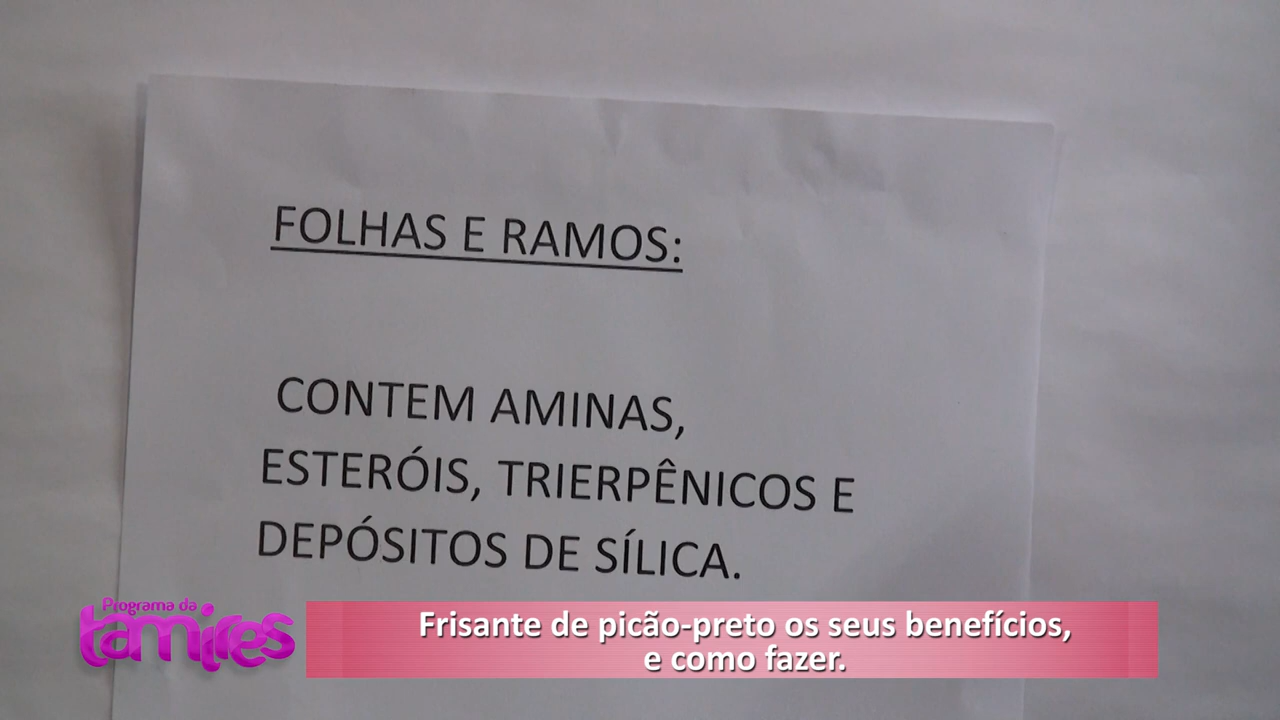 FOLHAS E RAMOS:
CONTEM AMINAS,
ESTERÓIS, TRIERPÊNICOS E
DEPÓSITOS DE SÍLICA.
Programa da
tamires
Frisante de picão-preto os seus benefícios,
e como fazer.